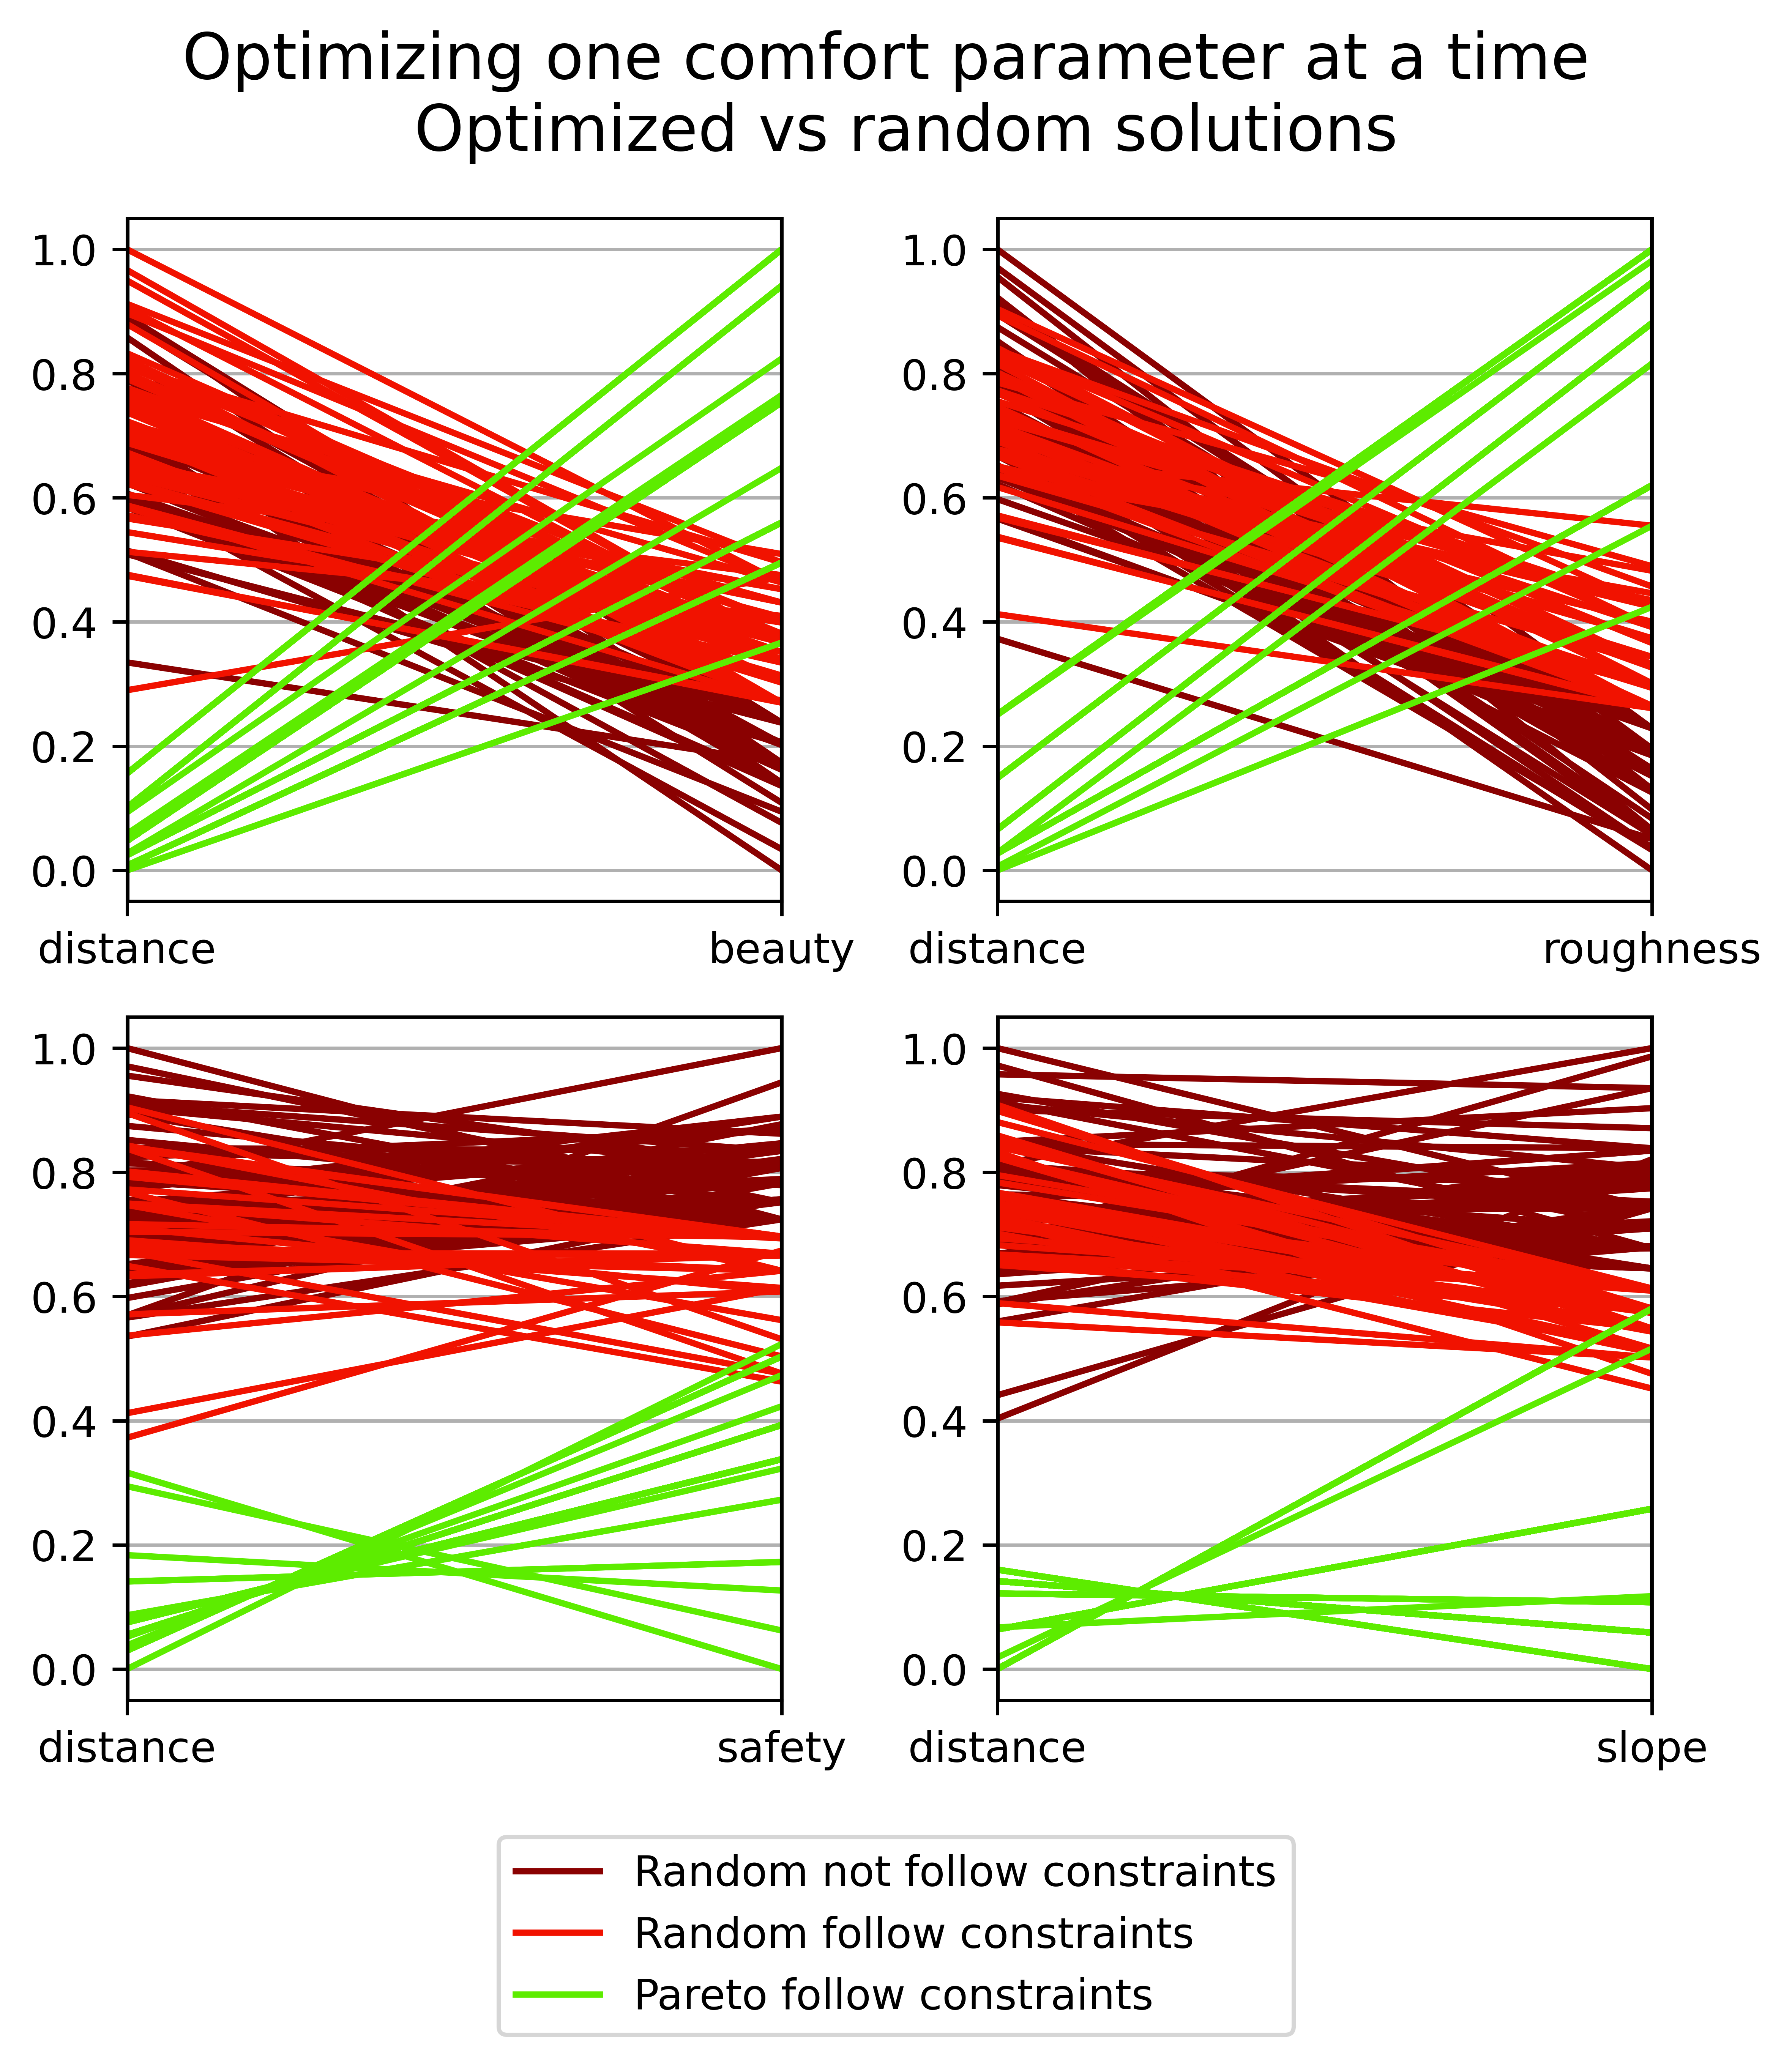 Optimizing one comfort parameter at a time
Optimized vs random solutions
1.0
0.8
0.6
0.4
0.2
0.0
distance
beauty
1.0
0.8
0.6
0.4
0.2
0.0
distance
roughness
1.0
0.8
0.6
0.4
0.2
0.0
distance
safety
1.0
0.8
0.6
0.4
0.2
0.0
distance
slope
Random not follow constraints
Random follow constraints
Pareto follow constraints